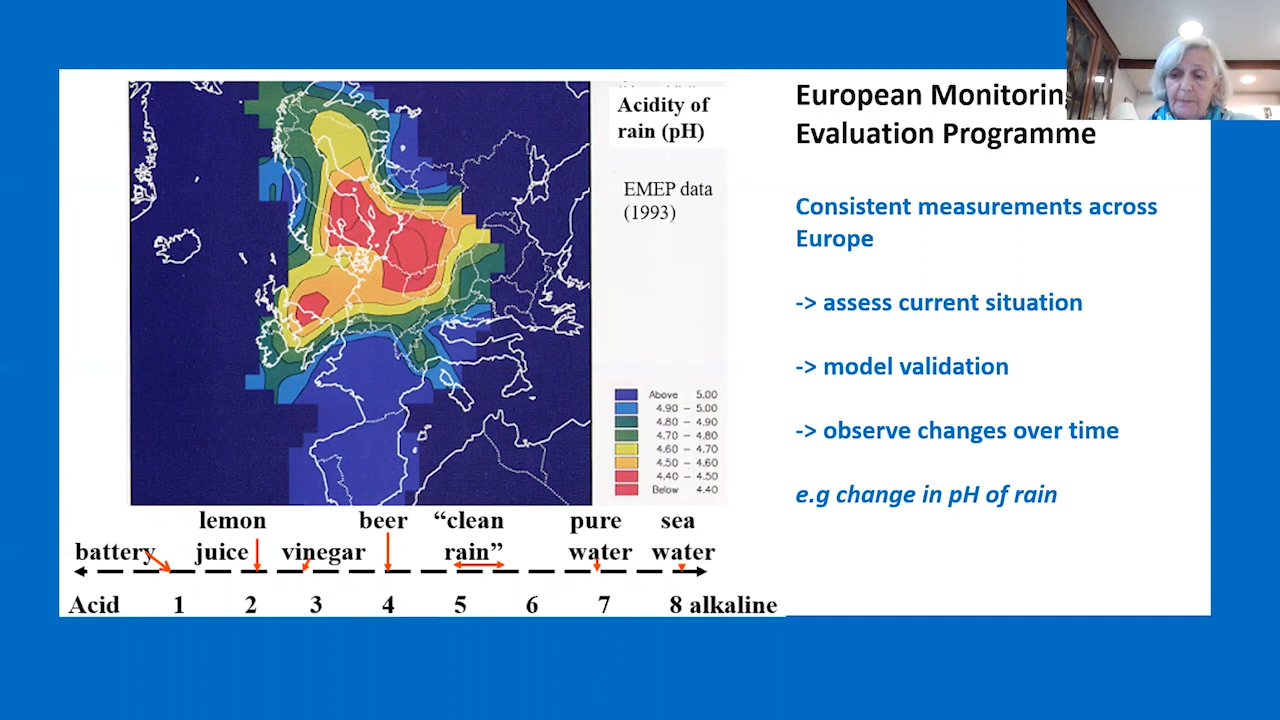 European Monitoring
Evaluation Programme
Consistent measurements across
Europe
-> assess current situation
-> model validation
-> observe changes over time
e.g change in pH of rain
Acidity of
rain (pH)
EMEP data
(1993)
Above 5.00
4.90 – 5.00
4.80 – 4.90
4.70 – 4.80
4.60 – 4.70
4.50 – 4.60
4.40 – 4.50
Below 4.40
lemon beer “clean pure sea
battery juice vinegar rain” water water
Acid 1 2 3 4 5 6 7 8 alkaline